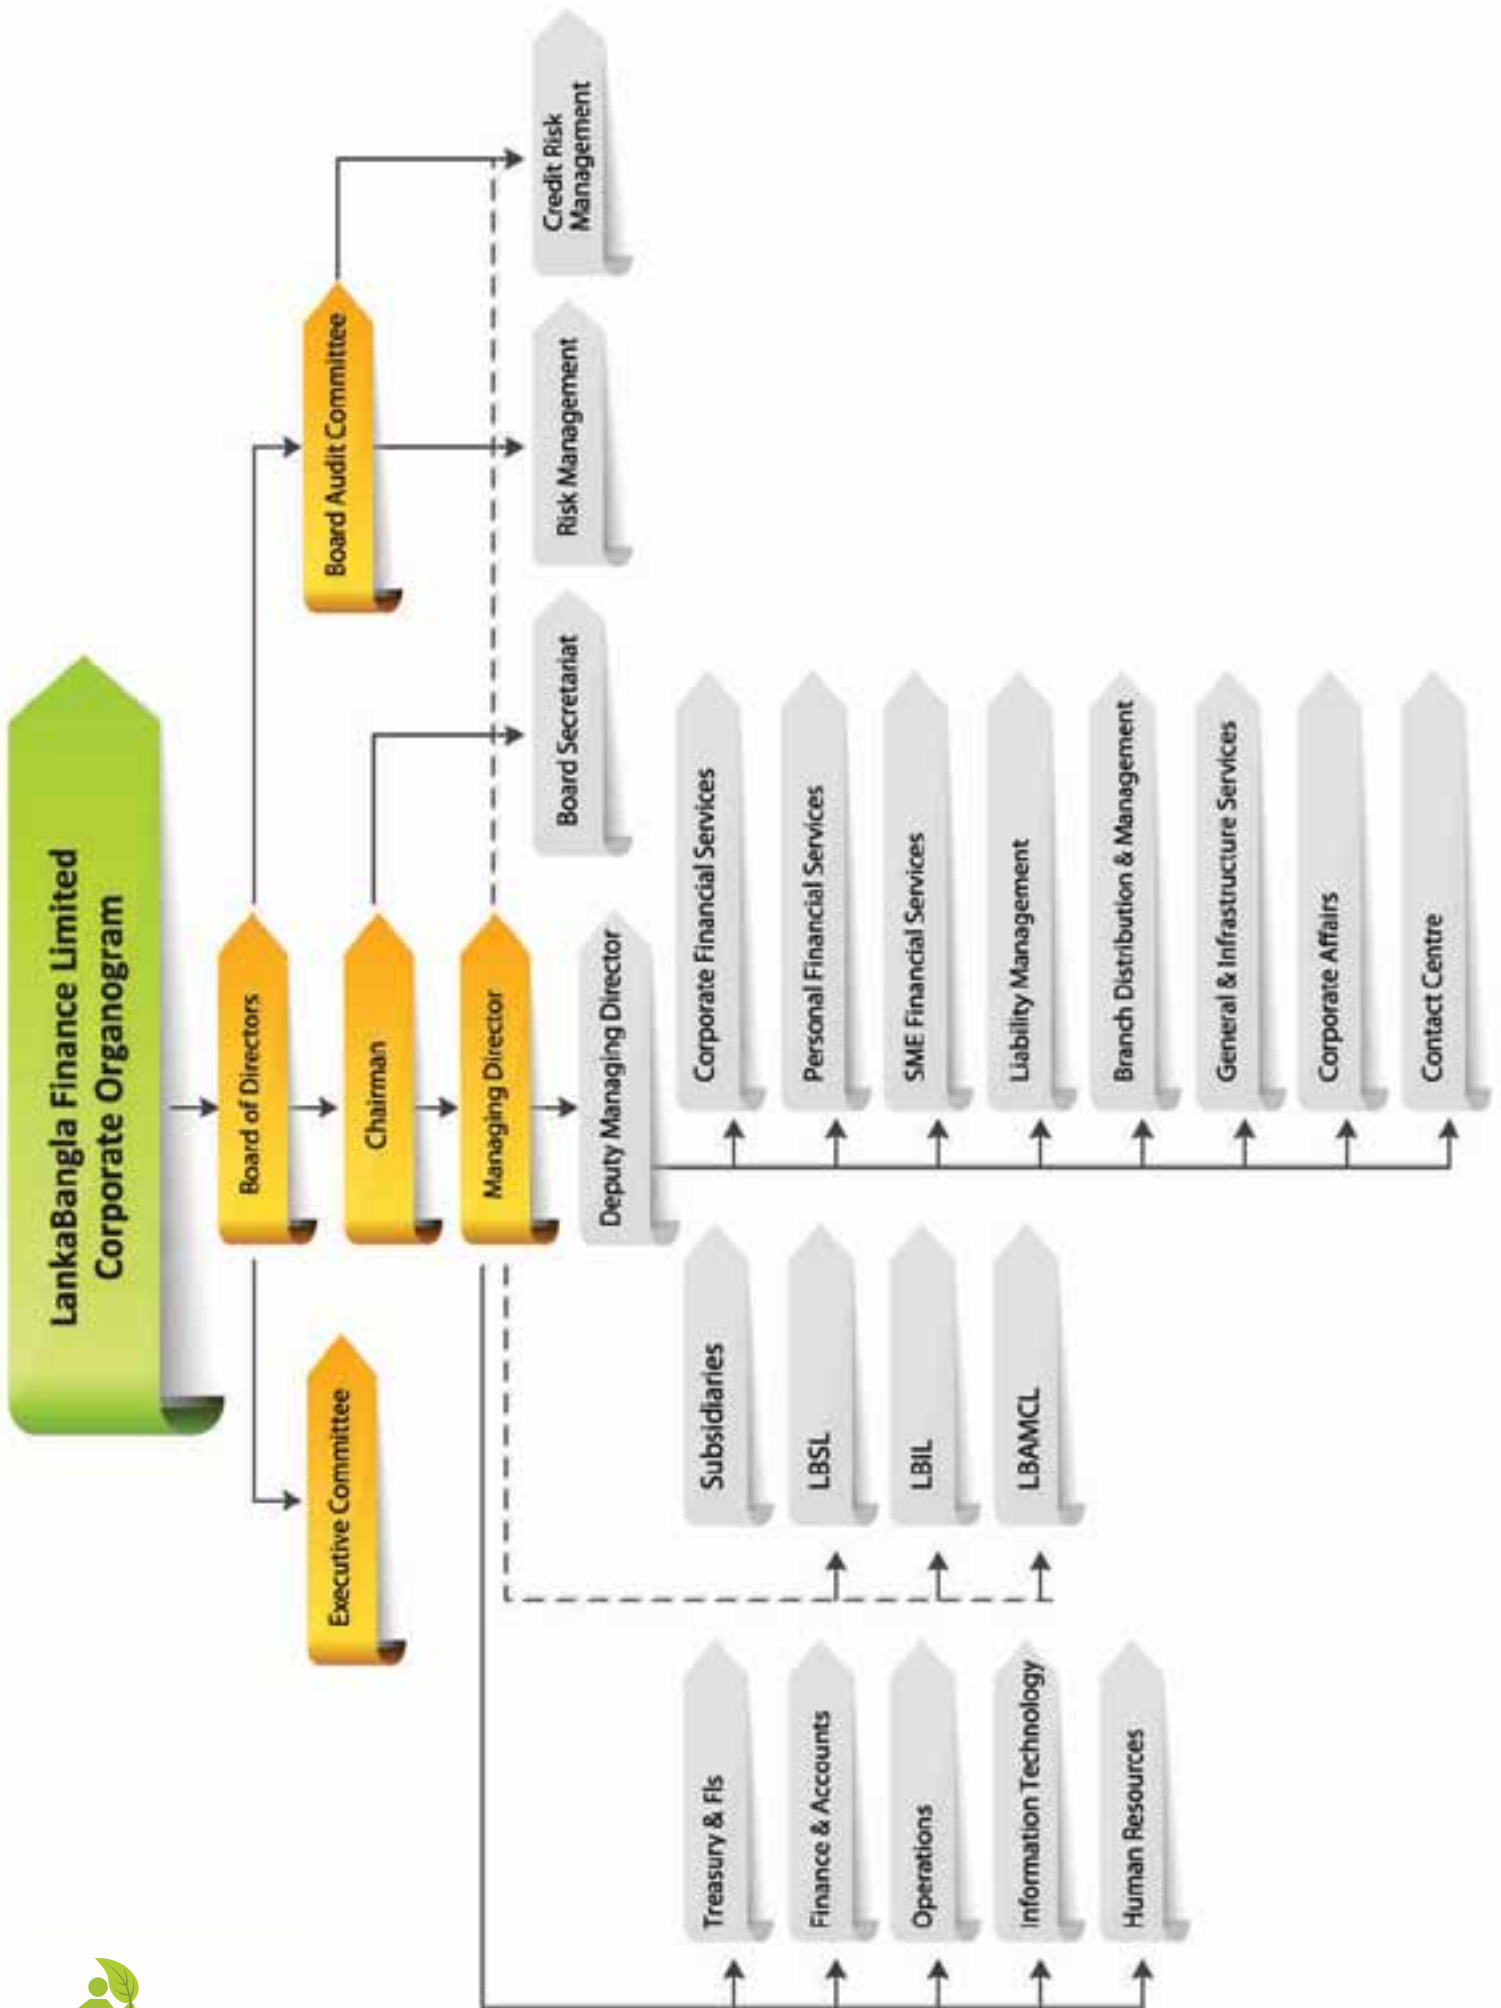 LankaBangla Finance Limited
Corporate Organogram
Board of Directors
Executive Committee
Board Audit Committee
Chairman
Managing Director
Deputy Managing Director
Board Secretariat
Risk Management
Credit Risk
Management
Treasury & FIs
Finance & Accounts
Operations
Information Technology
Human Resources
Subsidiaries
LBSL
LBIL
LBAMCL
Corporate Financial Services
Personal Financial Services
SME Financial Services
Liability Management
Branch Distribution & Management
General & Infrastructure Services
Corporate Affairs
Contact Centre